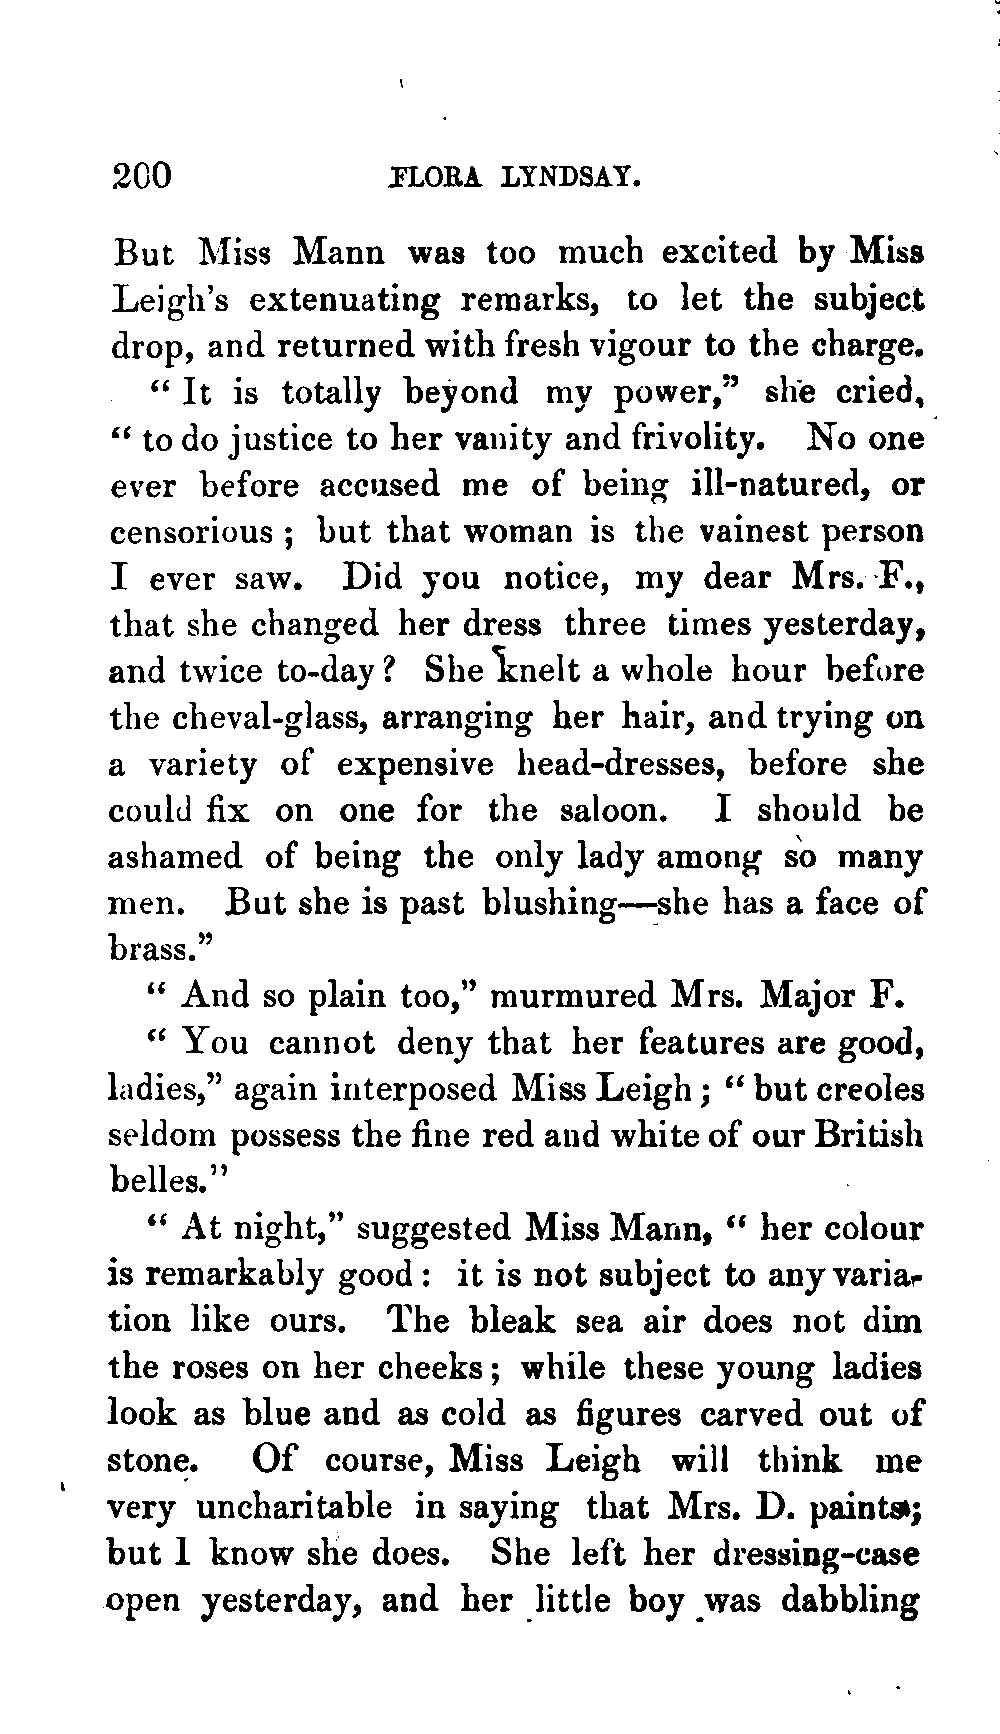 200 FLORA LYNDSAY.
But Miss Mann was too much excited by Miss
Leigh's extenuating remarks, to let the subject
drop, and returned with fresh vigour to the charge.
" It is totally beyond my power," she cried,
" to do justice to her vanity and frivolity. No one
ever before accused me of being ill-natured, or
censorious ; but that woman is the vainest person
I ever saw. Did you notice, my dear Mrs. F.,
that she changed her dress three times yesterday,
and twice to-day ? She knelt a whole hour before
the cheval-glass, arranging her hair, and trying on
a variety of expensive head-dresses, before she
could fix on one for the saloon. I should be
ashamed of being the only lady among so many
men. But she is past blushing—she has a face of
brass."
" And so plain too," murmured Mrs. Major F.
" You cannot deny that her features are good,
ladies," again interposed Miss Leigh ; " but creoles
seldom possess the fine red and white of our British
belles."
" At night," suggested Miss Mann, " her colour
is remarkably good : it is not subject to any varia-
tion like ours. The bleak sea air does not dim
the roses on her cheeks ; while these young ladies
look as blue and as cold as figures carved out of
stone. Of course, Miss Leigh will think me
very uncharitable in saying that Mrs. D. paints;
but I know she does. She left her dressing-case
open yesterday, and her little boy was dabbling